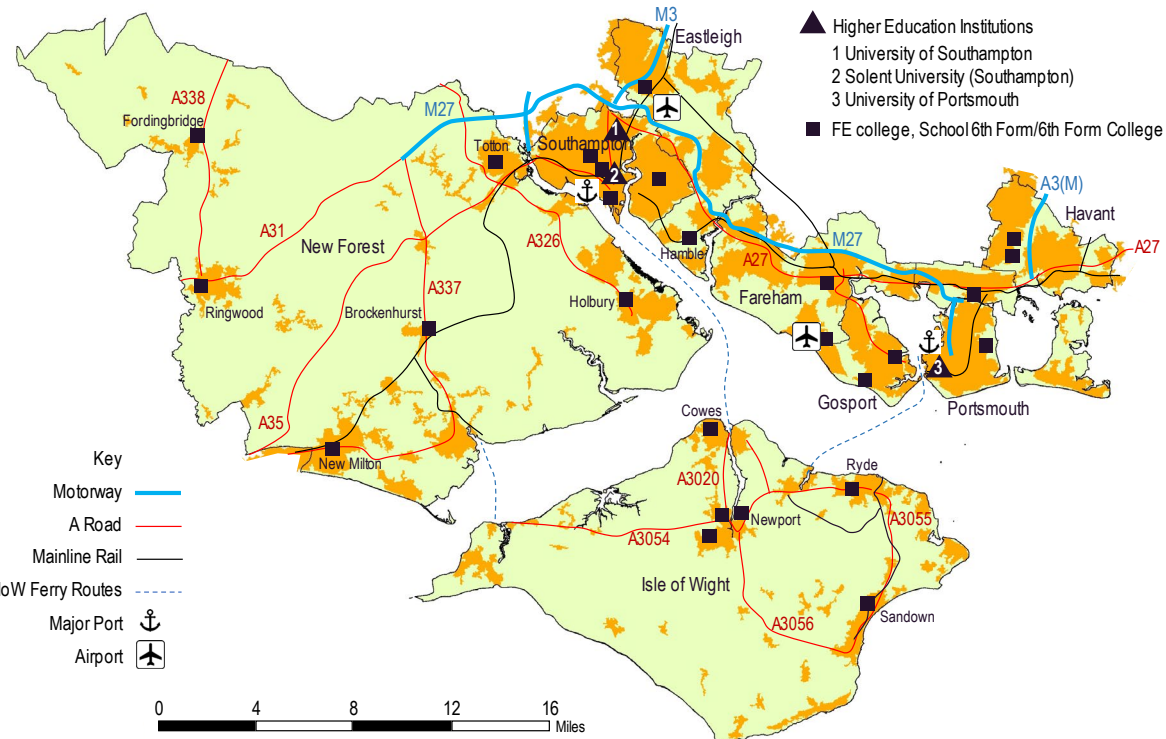 M3
Eastleigh
Higher Education Institutions
1 University of Southampton
2 Solent University (Southampton)
3 University of Portsmouth
FE college, School 6th Form/6th Form College
A338
Fordingbridge
M27
Totton
Southampton
1
2
A3(M)
Havant
A27
A31
New Forest
A326
Hamble
A27
M27
Fareham
Ringwood
A337
Brockenhurst
Holbury
3
Gosport
Portsmouth
A35
New Milton
Cowes
A3020
Ryde
Newport
A3055
A3054
Isle of Wight
A3056
Sandown
Key
Motorway
A Road
Mainline Rail
oW Ferry Routes
Major Port
Airport
0 4 8 12 16
Miles